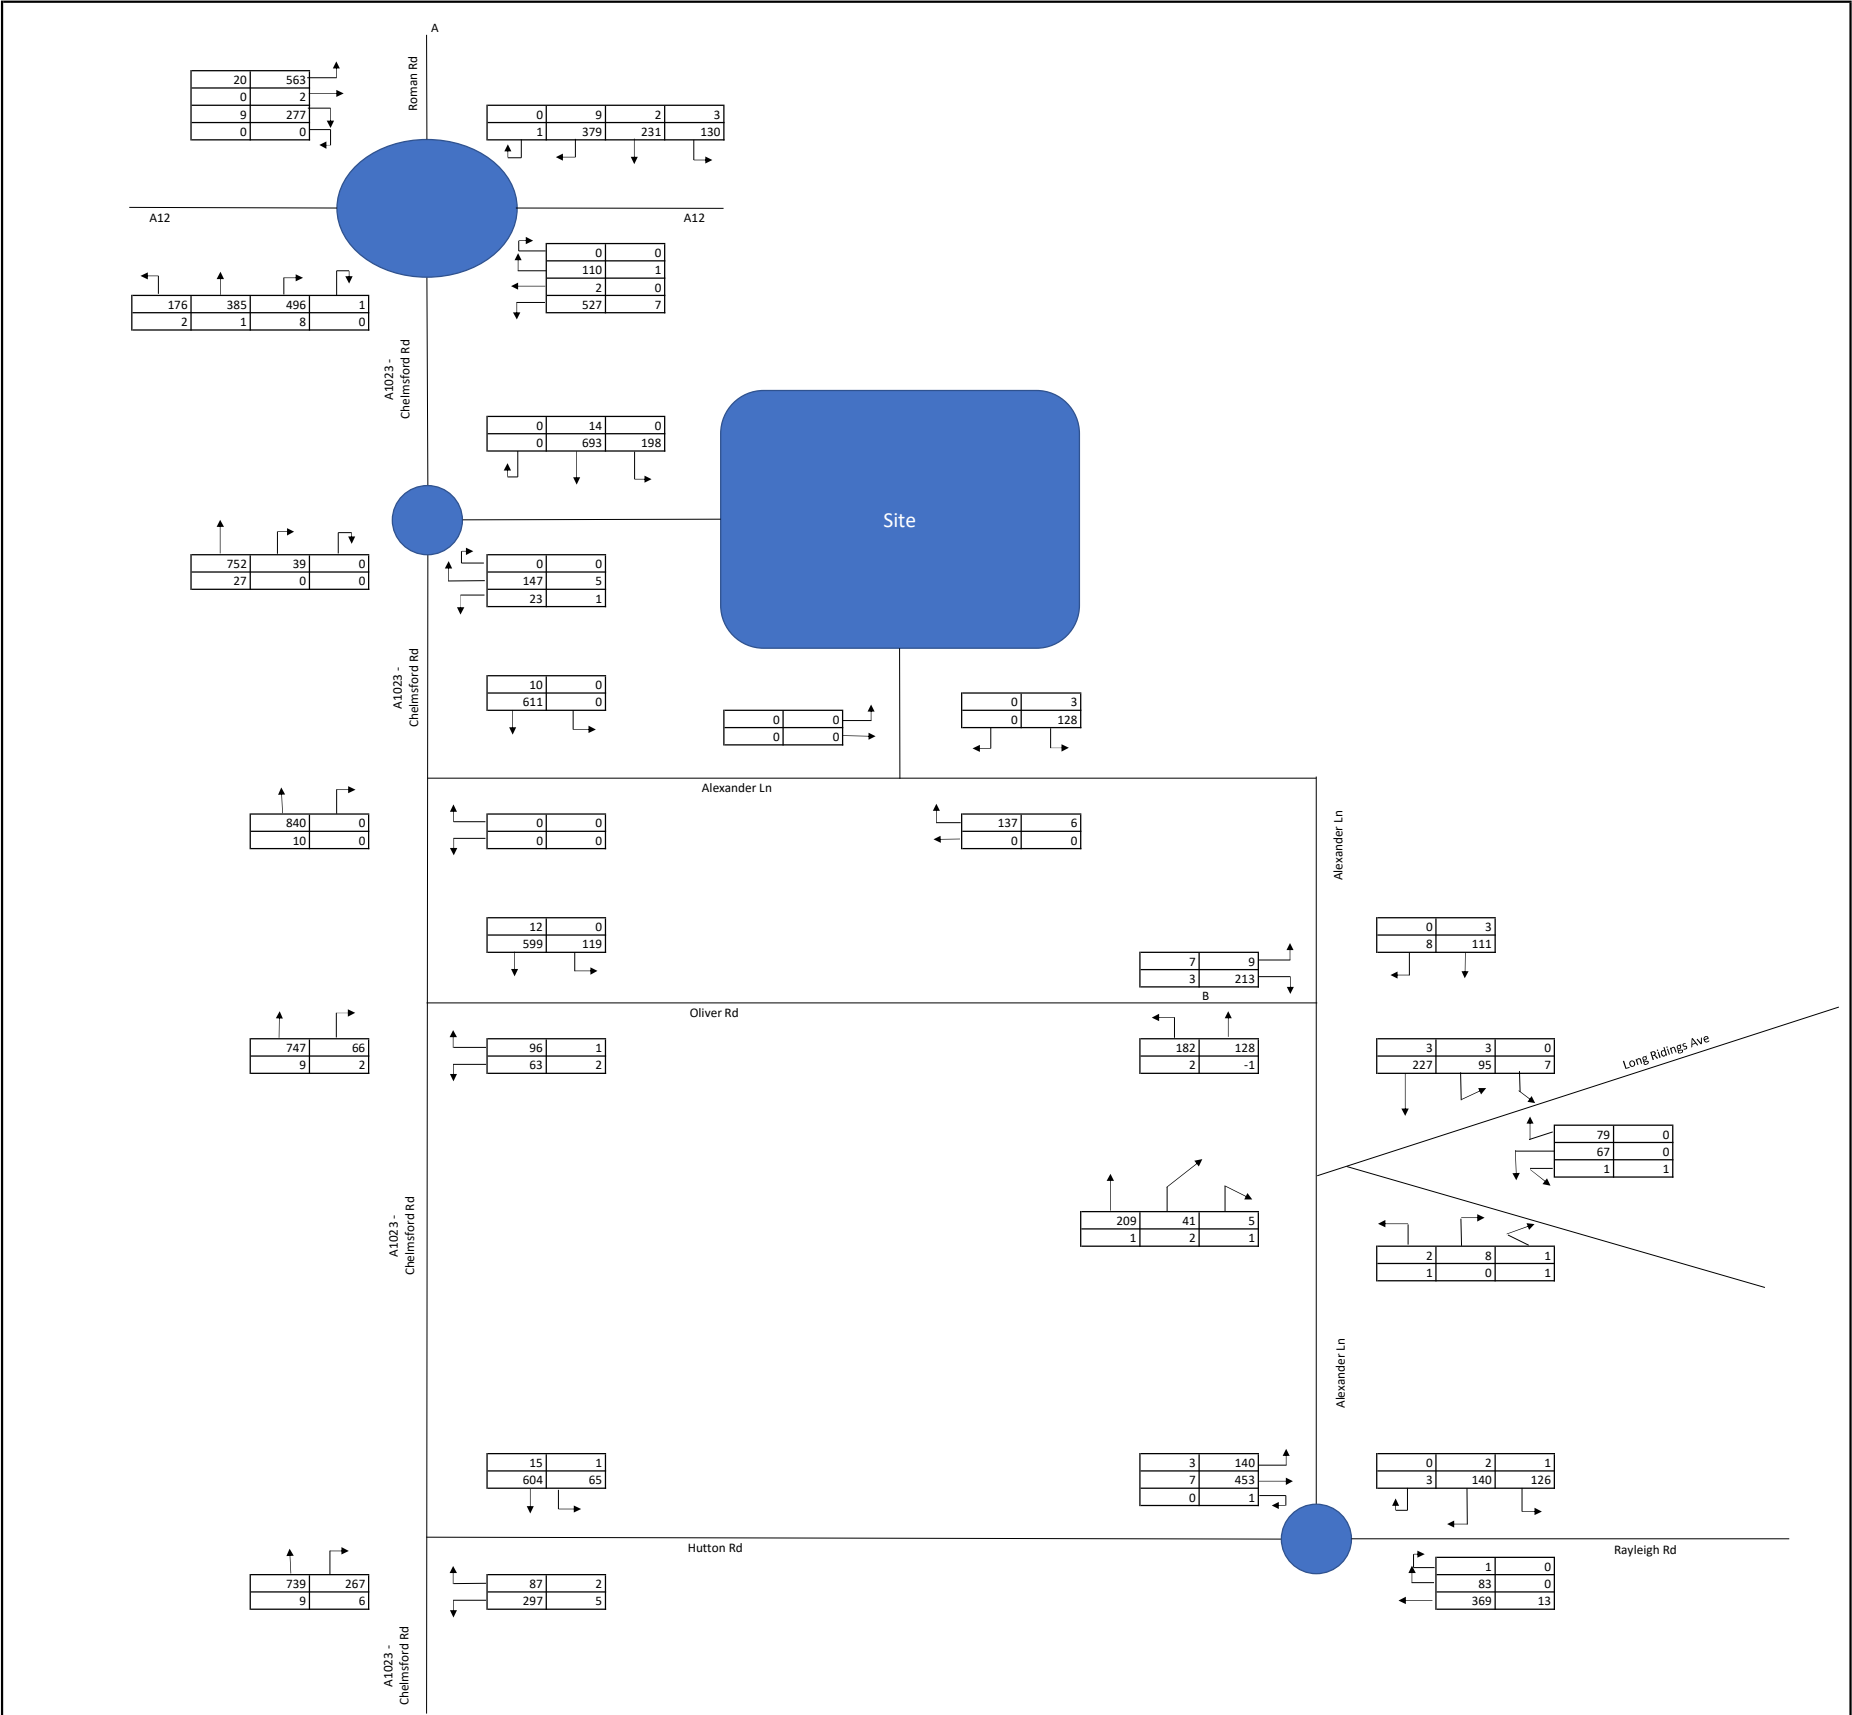 A
Roman Rd
20 563
0 2
9 277
0 0
0 9 2 3
1 379 231 130
A12
A12
0 0
110 1
2 0
527 7
176 385 496 1
2 1 8 0
A1023 -
Chelmsford Rd
0 14 0
0 693 198
Site
752 39 0
27 0 0
0 0
147 5
23 1
A1023 -
Chelmsford Rd
10 0
611 0
0 0
0 0
0 3
0 128
Alexander Ln
840 0
10 0
0 0
0 0
137 6
0 0
Alexander Ln
12 0
599 119
7 9
3 213
0 3
8 111
B
Oliver Rd
747 66
9 2
96 1
63 2
182 128
2 -1
3 3 0
227 95 7
Long Ridings Ave
79 0
67 0
1 1
209 41 5
1 2 1
2 8 1
1 0 1
A1023 -
Chelmsford Rd
Alexander Ln
15 1
604 65
3 140
7 453
0 1
0 2 1
3 140 126
Hutton Rd
Rayleigh Rd
739 267
9 6
87 2
297 5
1 0
83 0
369 13
A1023 -
Chelmsford Rd